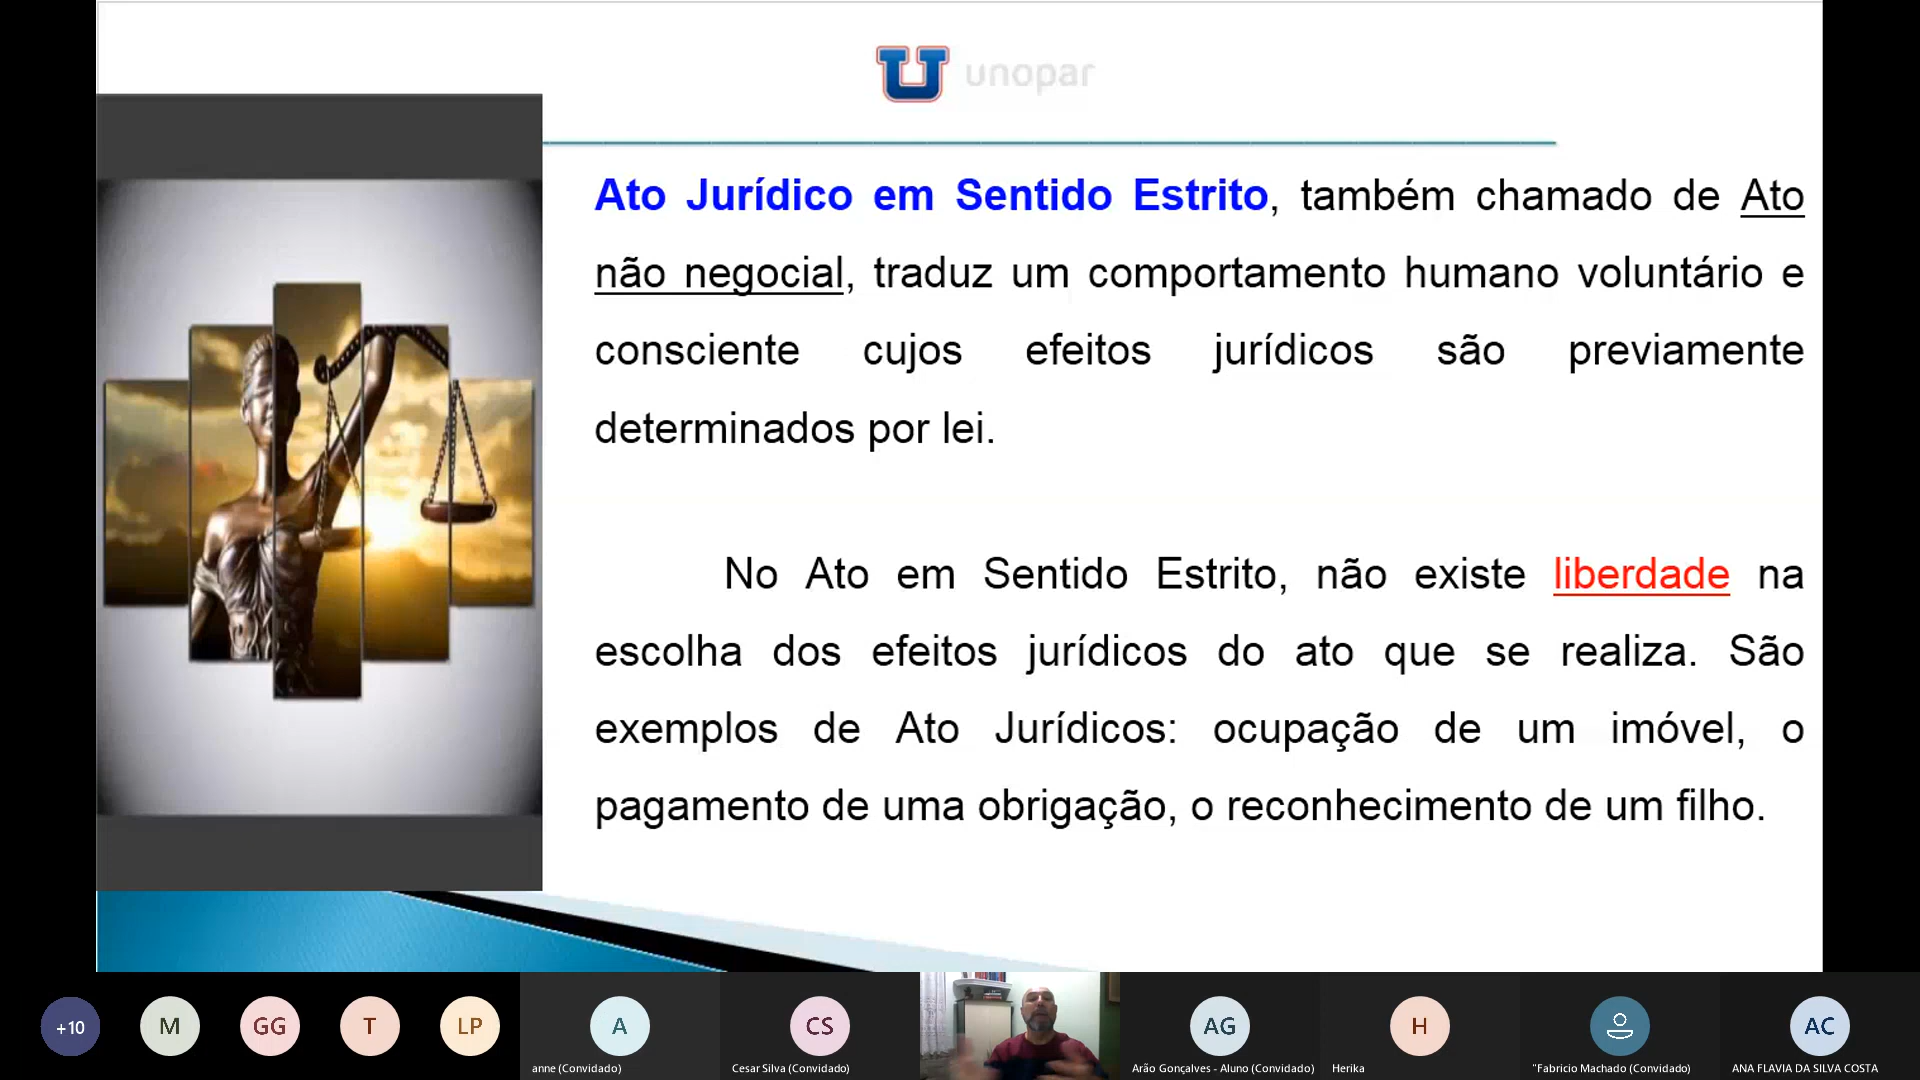 unopar
Ato Jurídico em Sentido Estrito, também chamado de Ato
não negocial, traduz um comportamento humano voluntário e
consciente cujos efeitos jurídicos são previamente
determinados por lei.
No Ato em Sentido Estrito, não existe liberdade na
escolha dos efeitos jurídicos do ato que se realiza. São
exemplos de Ato Jurídicos: ocupação de um imóvel, o
pagamento de uma obrigação, o reconhecimento de um filho.
+10
M
GG
T
LP
A
CS
AG
H
AC
anne (Convidado)
Cesar Silva (Convidado)
Arão Gonçalves - Aluno (Convidado)
Herika
"Fabricio Machado (Convidado)
ANA FLAVIA DA SILVA COSTA